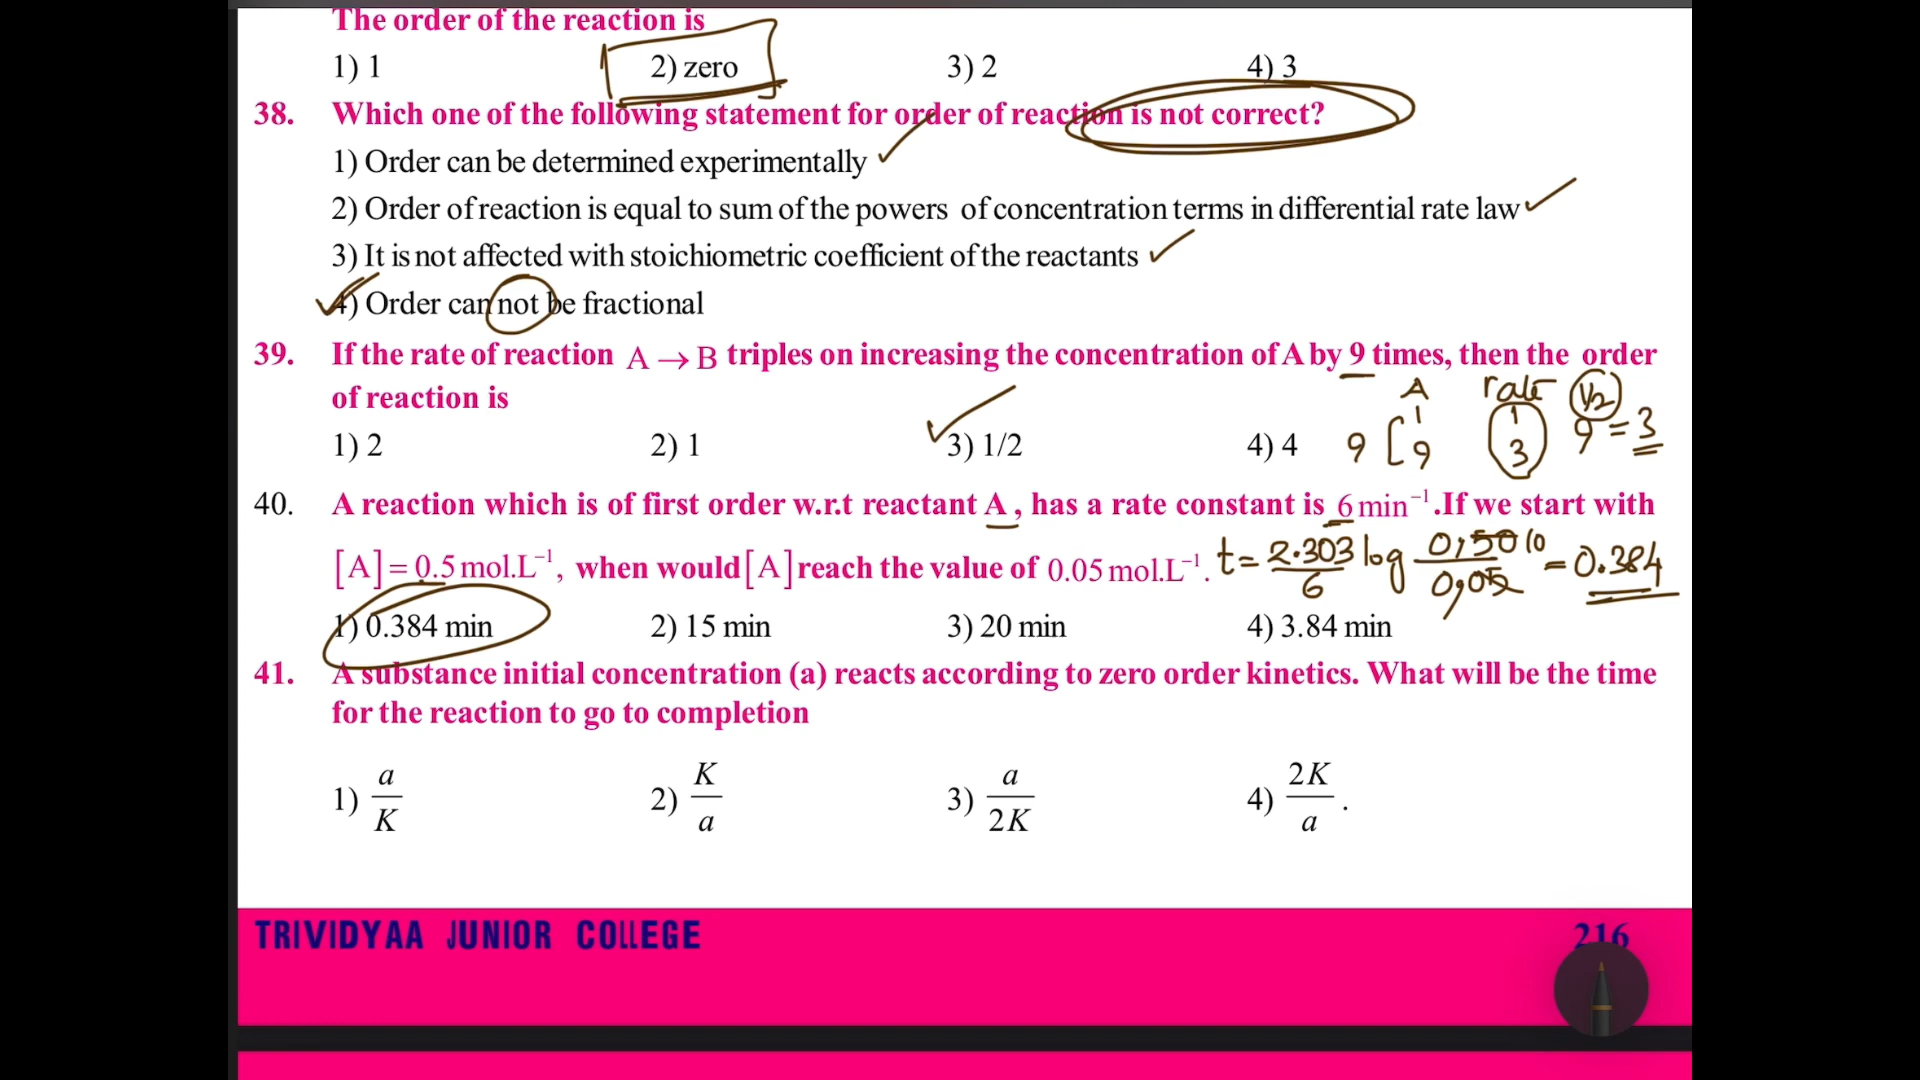 The order of the reaction is
1) 1 2) zero 3) 2 4) 3
38. Which one of the following statement for order of reaction is not correct?
1) Order can be determined experimentally
2) Order of reaction is equal to sum of the powers of concentration terms in differential rate law
3) It is not affected with stoichiometric coefficient of the reactants
4) Order can not be fractional
39. If the rate of reaction A → B triples on increasing the concentration of A by 9 times, then the order
of reaction is
A rate 1/2
1 1 9 = 3
1) 2 2) 1 3) 1/2 4) 4 9 [ 9 3
40. A reaction which is of first order w.r.t reactant A , has a rate constant is 6 min⁻¹ .If we start with
[A] = 0.5 mol.L⁻¹, when would [A] reach the value of 0.05 mol.L⁻¹. t = 2.303/6 log 0,50/0,05 10 = 0.384
1) 0.384 min 2) 15 min 3) 20 min 4) 3.84 min
41. A substance initial concentration (a) reacts according to zero order kinetics. What will be the time
for the reaction to go to completion
1) a/K 2) K/a 3) a/2K 4) 2K/a .
TRIVIDYAA JUNIOR COLLEGE 216